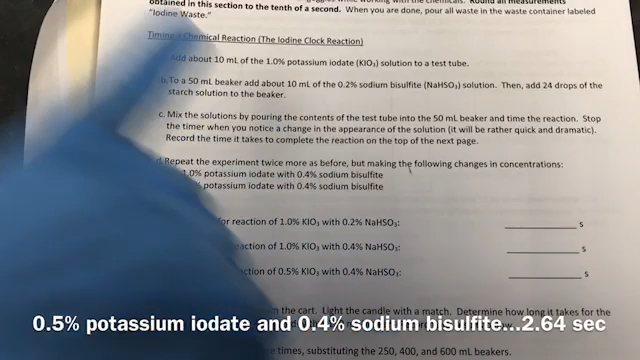 obtained in this section to the tenth of a second. When you are done, pour all waste in the waste container labeled
"Iodine Waste."
Timing a Chemical Reaction (The Iodine Clock Reaction)
add about 10 mL of the 1.0% potassium iodate (KIO₃) solution to a test tube.
b. To a 50 mL beaker add about 10 mL of the 0.2% sodium bisulfite (NaHSO₃) solution. Then, add 24 drops of the
starch solution to the beaker.
c. Mix the solutions by pouring the contents of the test tube into the 50 mL beaker and time the reaction. Stop
the timer when you notice a change in the appearance of the solution (it will be rather quick and dramatic).
Record the time it takes to complete the reaction on the top of the next page.
Repeat the experiment twice more as before, but making the following changes in concentrations:
1.0% potassium iodate with 0.4% sodium bisulfite
potassium iodate with 0.4% sodium bisulfite
for reaction of 1.0% KIO₃ with 0.2% NaHSO₃: s
of 1.0% KIO₃ with 0.4% NaHSO₃: s
of 0.5% KIO₃ with 0.4% NaHSO₃: s
the cart. Light the candle with a match. Determine how long it takes for the
0.5% potassium iodate and 0.4% sodium bisulfite...2.64 sec
times, substituting the 250, 400, and 600 mL beakers.